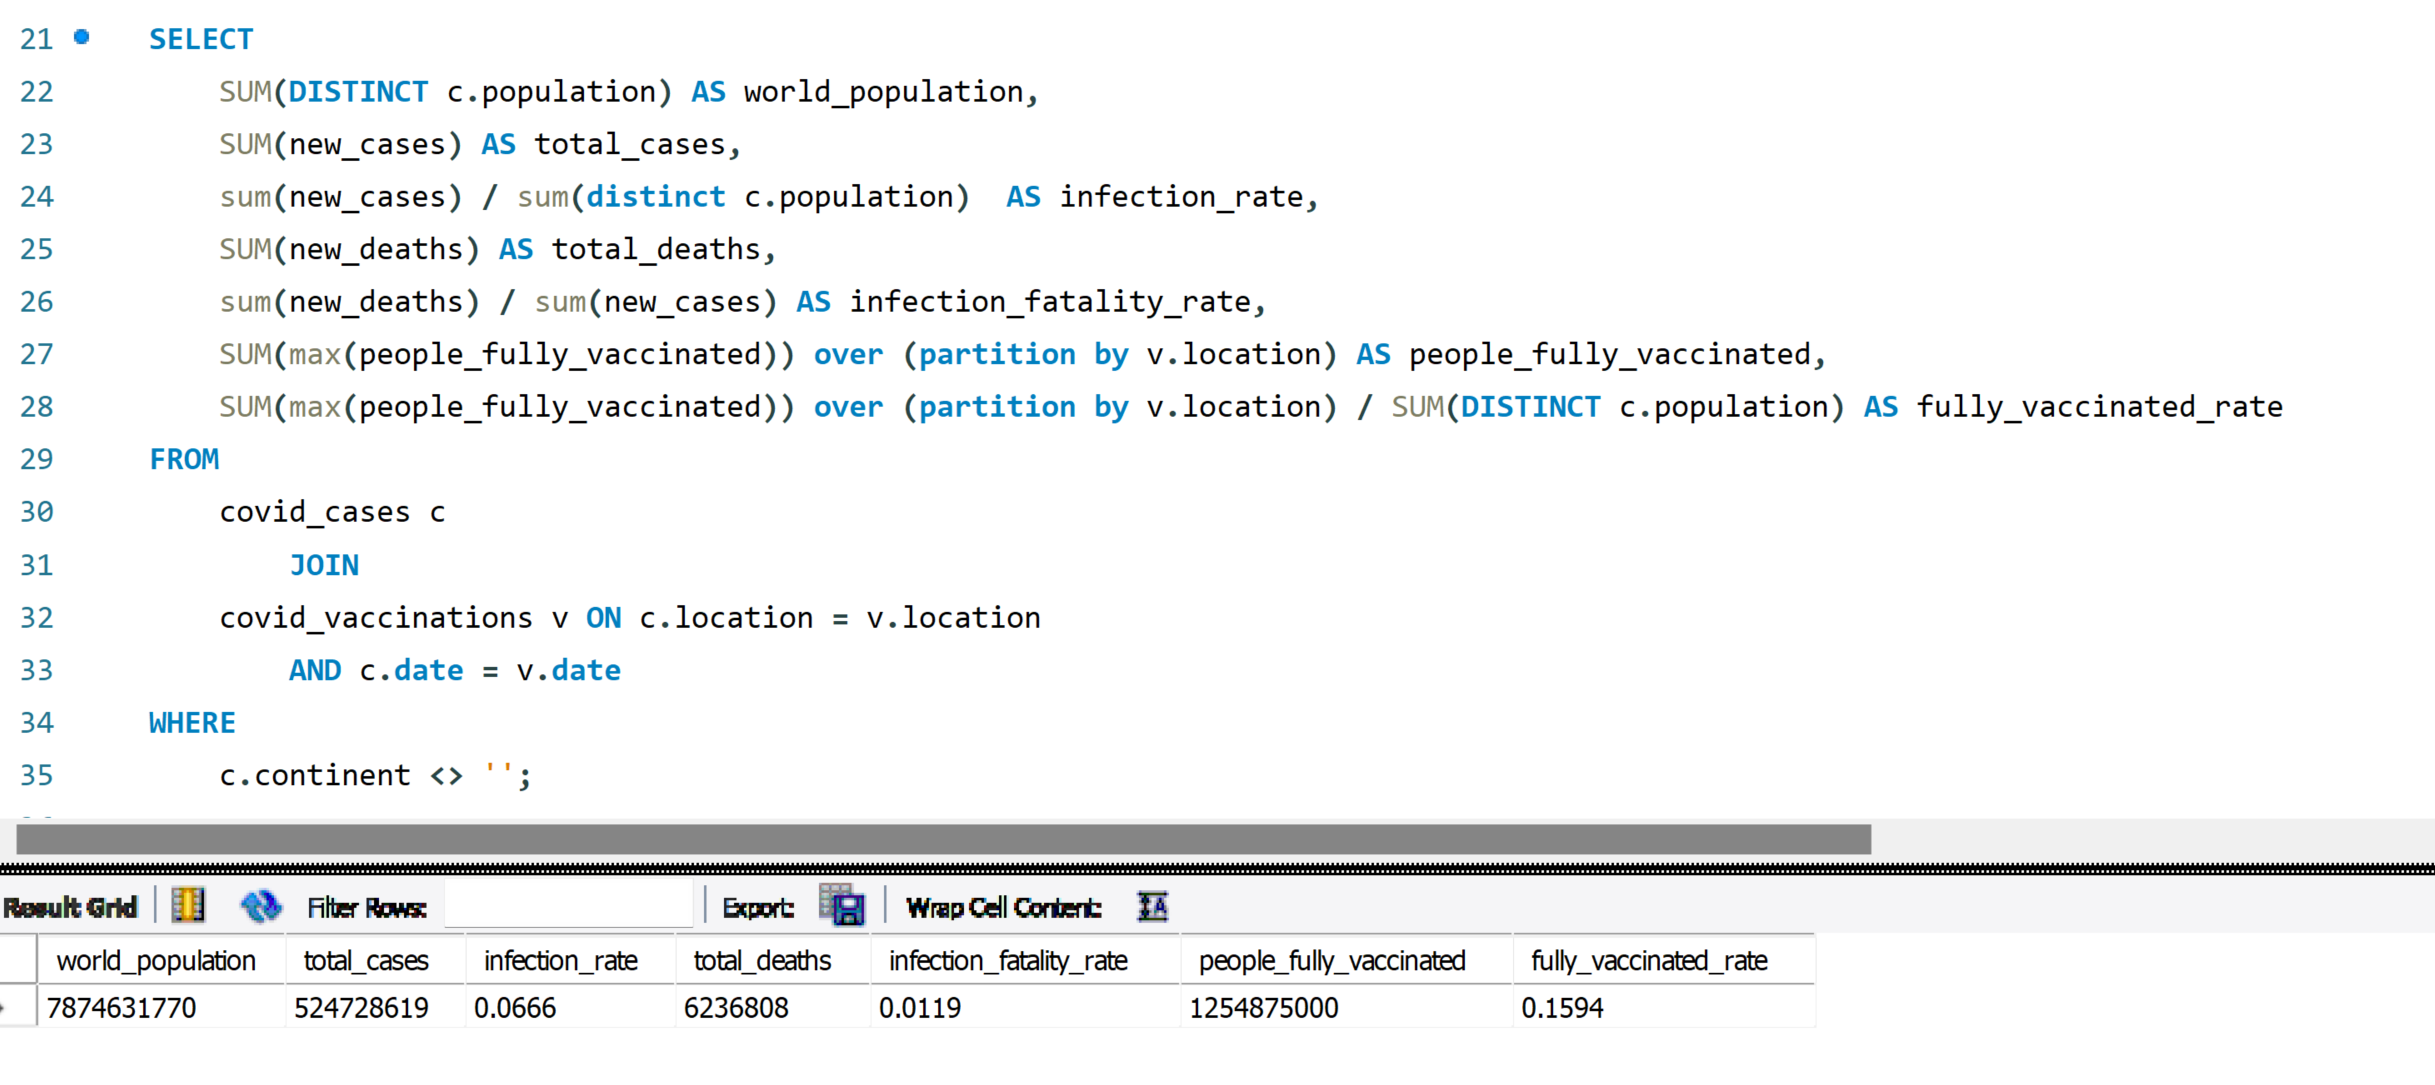 21 SELECT
22 SUM(DISTINCT c.population) AS world_population,
23 SUM(new_cases) AS total_cases,
24 sum(new_cases) / sum(distinct c.population)  AS infection_rate,
25 SUM(new_deaths) AS total_deaths,
26 sum(new_deaths) / sum(new_cases) AS infection_fatality_rate,
27 SUM(max(people_fully_vaccinated)) over (partition by v.location) AS people_fully_vaccinated,
28 SUM(max(people_fully_vaccinated)) over (partition by v.location) / SUM(DISTINCT c.population) AS fully_vaccinated_rate
29 FROM
30 covid_cases c
31 JOIN
32 covid_vaccinations v ON c.location = v.location
33 AND c.date = v.date
34 WHERE
35 c.continent <> '';
Result Grid Filter Rows: Export: Wrap Cell Content:
world_population total_cases infection_rate total_deaths infection_fatality_rate people_fully_vaccinated fully_vaccinated_rate
7874631770 524728619 0.0666 6236808 0.0119 1254875000 0.1594